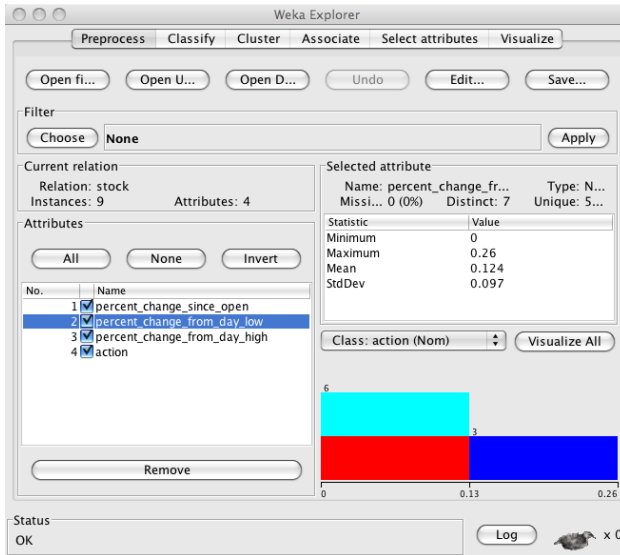 Weka Explorer
Preprocess Classify Cluster Associate Select attributes Visualize
Open fi... Open U... Open D... Undo Edit... Save...
Filter
Choose None Apply
Current relation
Relation: stock
Instances: 9 Attributes: 4
Attributes
All None Invert
No. Name
1 percent_change_since_open
2 percent_change_from_day_low
3 percent_change_from_day_high
4 action
Remove
Selected attribute
Name: percent_change_fr... Type: N...
Missi... 0 (0%) Distinct: 7 Unique: 5...
Statistic Value
Minimum 0
Maximum 0.26
Mean 0.124
StdDev 0.097
Class: action (Nom) Visualize All
6
3
0 0.13 0.26
Status
OK
Log x 0